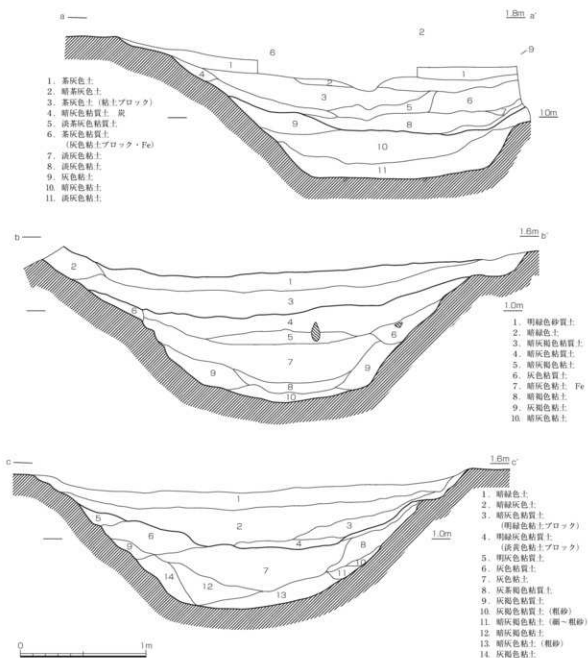 a
1.8m a'
6
2
9
1
1
4
2
3
5
6
10m
9
8
10
11
1. 茶灰色土
2. 暗茶灰色土
3. 茶灰色土（粘土ブロック）
4. 暗灰色粘質土 炭
5. 淡茶灰色粘質土
6. 茶灰色粘質土
（灰色粘土ブロック・Fe）
7. 淡灰色粘土
8. 淡灰色粘土
9. 灰色粘土
10. 暗灰色粘土
11. 淡灰色粘土
b
1.6m b'
2
1
3
1.0m
6
4
5
6
7
9
9
8
10
1. 明緑色砂質土
2. 暗緑色土
3. 暗灰褐色粘質土
4. 暗灰色粘質土
5. 暗灰褐色粘土
6. 灰色粘質土
7. 暗灰色粘土 Fe
8. 暗褐色粘土
9. 灰褐色粘土
10. 暗灰色粘土
c
1.6m c'
1
2
3
5
6
4
1.0m
9
8
7
10
11
14
12
13
1. 暗緑色土
2. 暗緑灰色土
3. 暗灰色粘質土
（明緑色粘土ブロック）
4. 明緑灰色粘質土
（淡黄色粘土ブロック）
5. 明灰色粘質土
6. 灰色粘質土
7. 灰色粘土
8. 灰茶褐色粘質土
9. 灰褐色粘質土
10. 灰褐色粘質土（粗砂）
11. 暗灰褐色粘土（細～粗砂）
12. 暗灰褐色粘土
13. 暗灰色粘土（粗砂）
14. 灰褐色粘土
0 1m